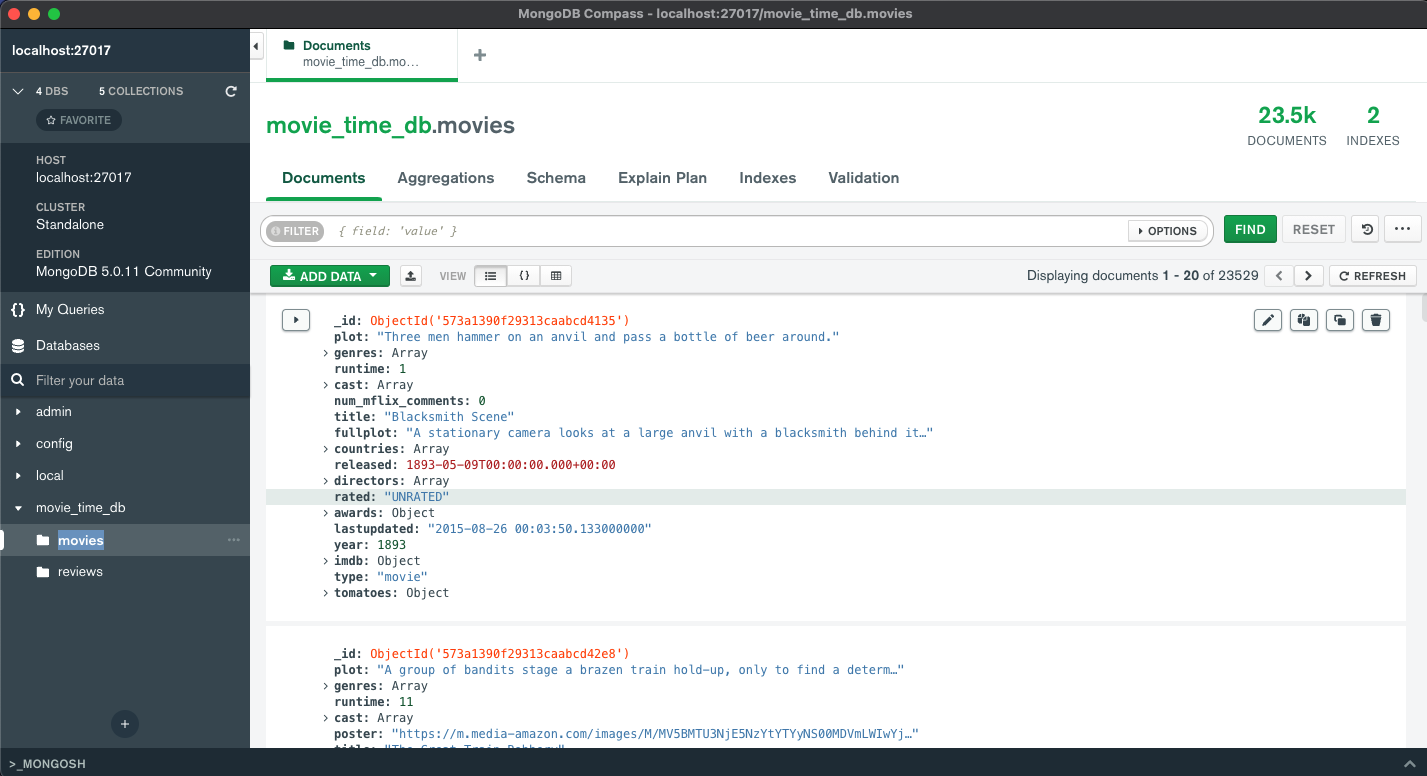 MongoDB Compass - localhost:27017/movie_time_db.movies
localhost:27017
4 DBS 5 COLLECTIONS
FAVORITE
HOST
localhost:27017
CLUSTER
Standalone
EDITION
MongoDB 5.0.11 Community
{} My Queries
Databases
Filter your data
admin
config
local
movie_time_db
movies ...
reviews
+
Documents
movie_time_db.mo...
+
movie_time_db.movies
23.5k
DOCUMENTS
2
INDEXES
Documents Aggregations Schema Explain Plan Indexes Validation
FILTER { field: 'value' } OPTIONS FIND RESET ...
ADD DATA VIEW {} Displaying documents 1 - 20 of 23529 < > REFRESH
_id: ObjectId('573a1390f29313caabcd4135')
plot: "Three men hammer on an anvil and pass a bottle of beer around."
> genres: Array
runtime: 1
> cast: Array
num_mflix_comments: 0
title: "Blacksmith Scene"
fullplot: "A stationary camera looks at a large anvil with a blacksmith behind it…"
> countries: Array
released: 1893-05-09T00:00:00.000+00:00
> directors: Array
rated: "UNRATED"
> awards: Object
lastupdated: "2015-08-26 00:03:50.133000000"
year: 1893
> imdb: Object
type: "movie"
> tomatoes: Object
_id: ObjectId('573a1390f29313caabcd42e8')
plot: "A group of bandits stage a brazen train hold-up, only to find a determ…"
> genres: Array
runtime: 11
> cast: Array
poster: "https://m.media-amazon.com/images/M/MV5BMTU3NjE5NzYtYTYyNS00MDVmLWIwYj…"
title: "The Great Train Robbery"
>_MONGOSH